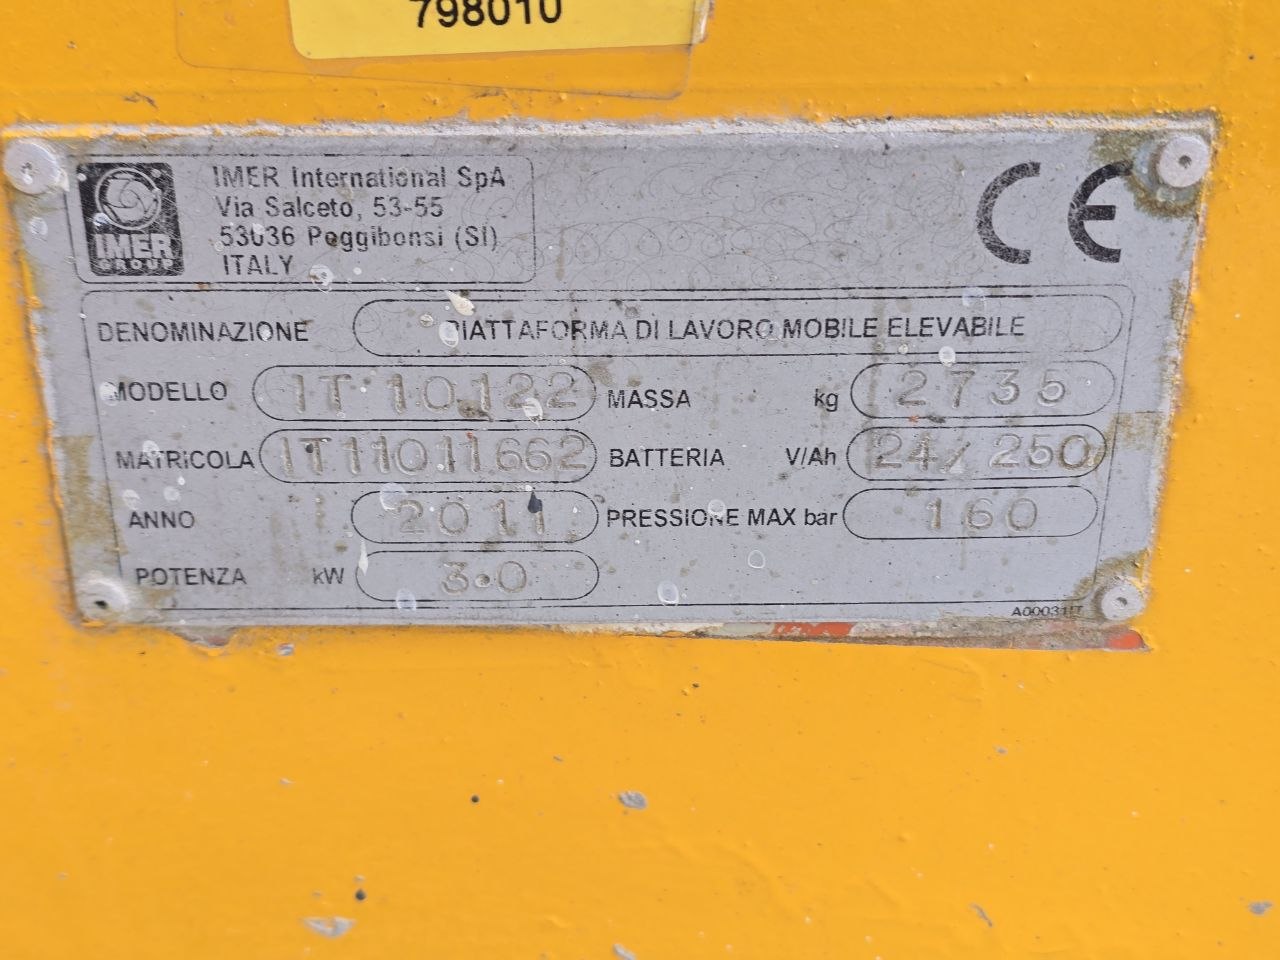 798010
IMER GROUP
IMER International SpA
Via Salceto, 53-55
53036 Poggibonsi (SI)
ITALY
CE
DENOMINAZIONE PIATTAFORMA DI LAVORO MOBILE ELEVABILE
MODELLO IT 10122 MASSA kg 2735
MATRICOLA IT11011662 BATTERIA V/Ah 24/ 250
ANNO 2011 PRESSIONE MAX bar 160
POTENZA kW 3.0
A00031IT